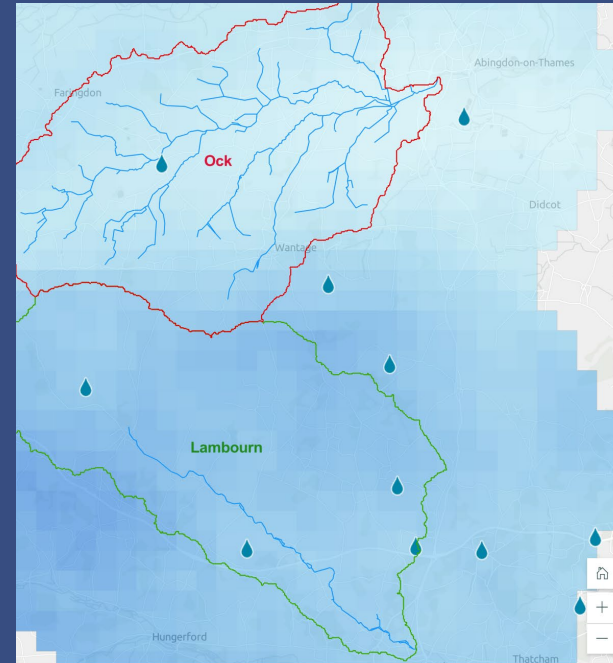 Abingdon-on-Thames
Faringdon
Ock
Didcot
Wantage
Lambourn
Hungerford
Thatcham
+
−